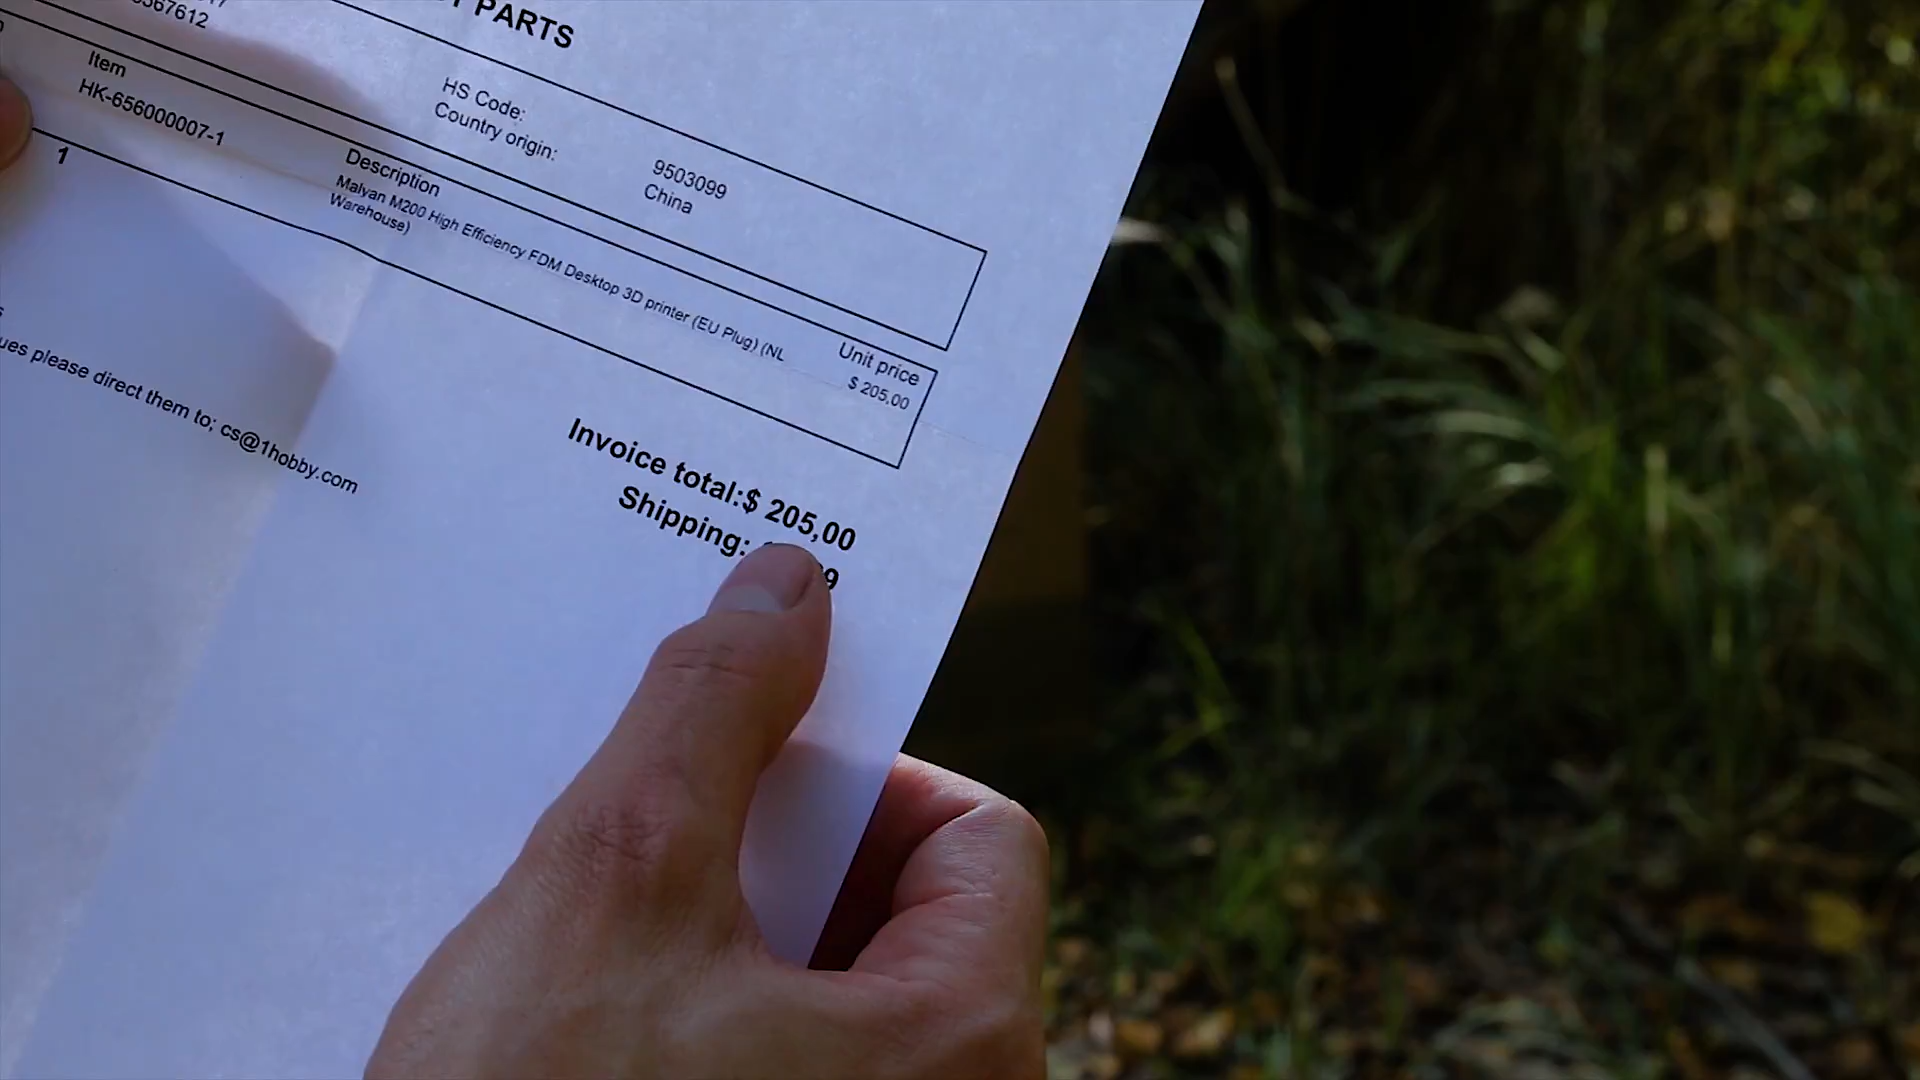 PARTS
367612
HS Code: 9503099
Country origin: China
Item Description Unit price
HK-656000007-1 Malyan M200 High Efficiency FDM Desktop 3D printer (EU Plug) (NL $ 205,00
Warehouse)
1
ues please direct them to; cs@1hobby.com
Invoice total:$ 205,00
Shipping: